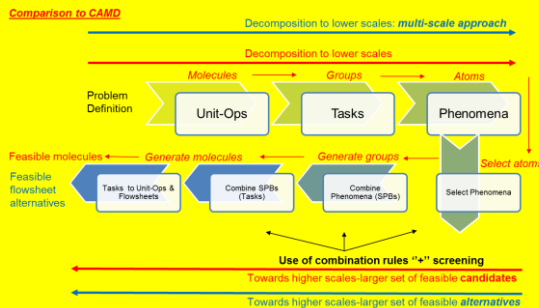 Comparison to CAMD
Decomposition to lower scales: multi-scale approach
Decomposition to lower scales
Molecules
Groups
Atoms
Problem
Definition
Unit-Ops
Tasks
Phenomena
Feasible molecules
Generate molecules
Generate groups
Select atoms
Feasible
flowsheet
alternatives
Tasks to Unit-Ops &
Flowsheets
Combine SPBs
(Tasks)
Combine
Phenomena (SPBs)
Select Phenomena
Use of combination rules "+" screening
Towards higher scales-larger set of feasible candidates
Towards higher scales-larger set of feasible alternatives